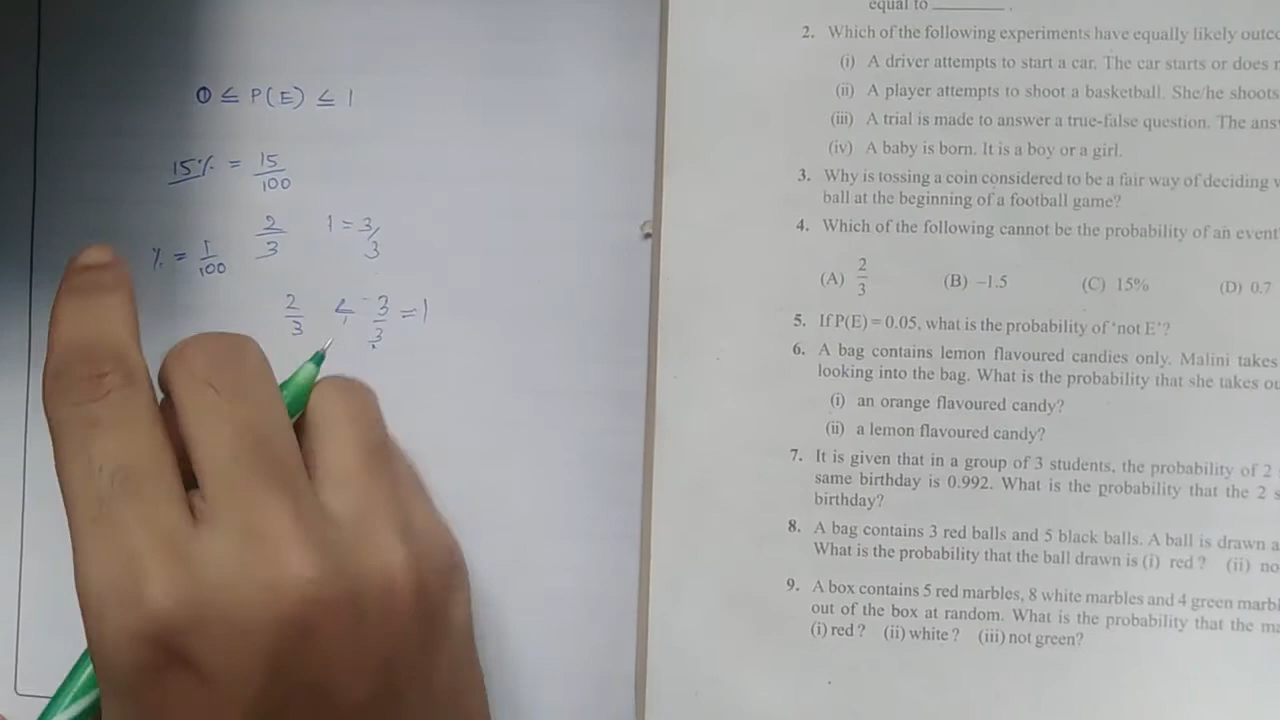 0 ≤ P(E) ≤ 1
15% = 15/100
2/3 1 = 3/3
% = 1/100
2/3 < 3/3 = 1
equal to ________ .
2. Which of the following experiments have equally likely
(i) A driver attempts to start a car. The car starts or does
(ii) A player attempts to shoot a basketball. She/he shoots
(iii) A trial is made to answer a true-false question. The
(iv) A baby is born. It is a boy or a girl.
3. Why is tossing a coin considered to be a fair way of deciding
ball at the beginning of a football game?
4. Which of the following cannot be the probability of an event
(A) 2/3 (B) –1.5 (C) 15% (D) 0.7
5. If P(E) = 0.05, what is the probability of ‘not E’?
6. A bag contains lemon flavoured candies only. Malini takes
looking into the bag. What is the probability that she takes
(i) an orange flavoured candy?
(ii) a lemon flavoured candy?
7. It is given that in a group of 3 students, the probability of 2
same birthday is 0.992. What is the probability that the 2
birthday?
8. A bag contains 3 red balls and 5 black balls. A ball is drawn
What is the probability that the ball drawn is (i) red ? (ii)
9. A box contains 5 red marbles, 8 white marbles and 4 green
out of the box at random. What is the probability that the
(i) red ? (ii) white ? (iii) not green?